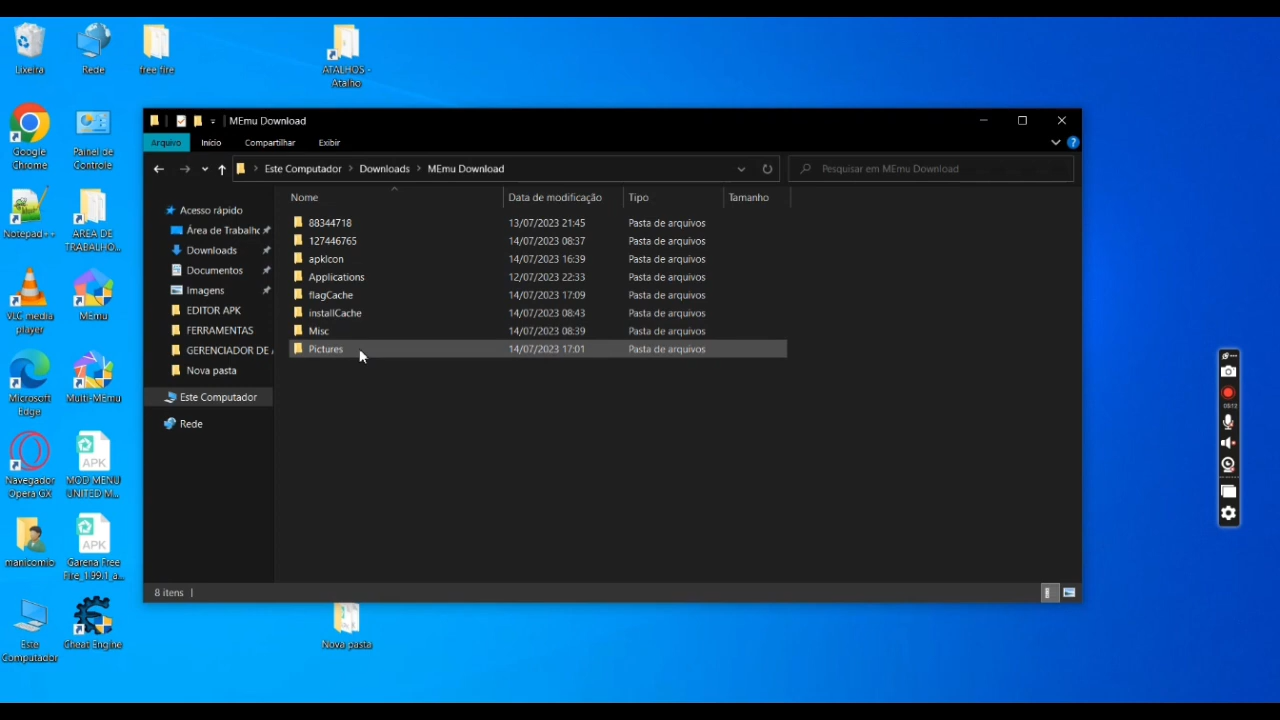 Lixeira
Rede
free fire
ATALHOS -
Atalho
Google
Chrome
Painel de
Controle
Notepad++
AREA DE
TRABALHO...
VLC media
player
MEmu
Microsoft
Edge
Multi-MEmu
Navegador
Opera GX
MOD MENU
UNITED M...
APK
manicomio
Garena Free
Fire_1.99.1_a...
APK
Este
Computador
Cheat Engine
Nova pasta
MEmu Download
Arquivo
Início
Compartilhar
Exibir
Este Computador
Downloads
MEmu Download
Pesquisar em MEmu Download
Acesso rápido
Área de Trabalho
Downloads
Documentos
Imagens
EDITOR APK
FERRAMENTAS
GERENCIADOR DE
Nova pasta
Este Computador
Rede
Nome Data de modificação Tipo Tamanho
88344718 13/07/2023 21:45 Pasta de arquivos
127446765 14/07/2023 08:37 Pasta de arquivos
apkIcon 14/07/2023 16:39 Pasta de arquivos
Applications 12/07/2023 22:33 Pasta de arquivos
flagCache 14/07/2023 17:09 Pasta de arquivos
installCache 14/07/2023 08:43 Pasta de arquivos
Misc 14/07/2023 08:39 Pasta de arquivos
Pictures 14/07/2023 17:01 Pasta de arquivos
8 itens